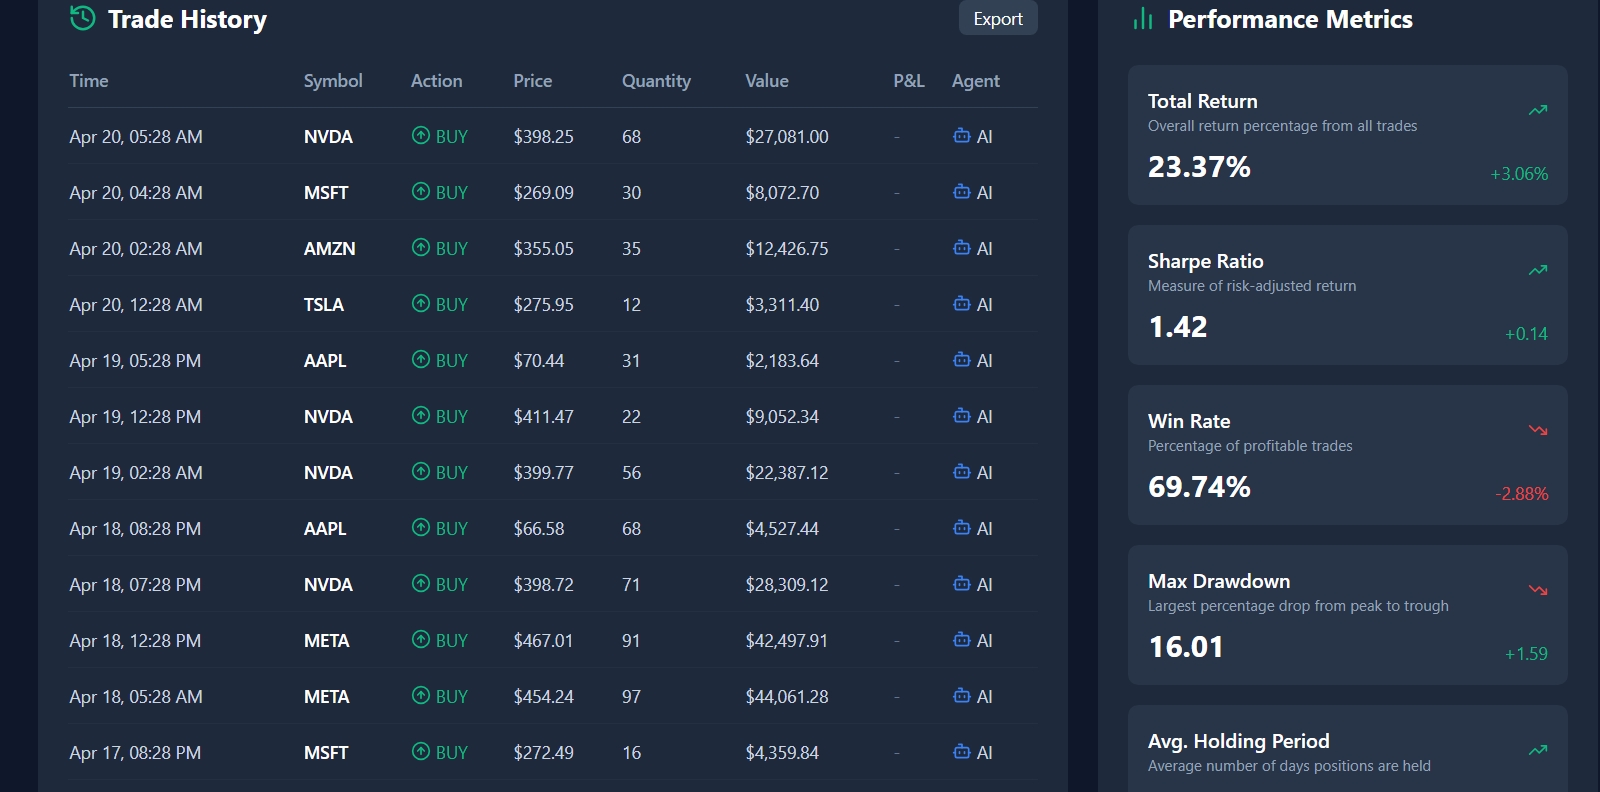 Trade History
Export
Time Symbol Action Price Quantity Value P&L Agent
Apr 20, 05:28 AM NVDA BUY $398.25 68 $27,081.00 - AI
Apr 20, 04:28 AM MSFT BUY $269.09 30 $8,072.70 - AI
Apr 20, 02:28 AM AMZN BUY $355.05 35 $12,426.75 - AI
Apr 20, 12:28 AM TSLA BUY $275.95 12 $3,311.40 - AI
Apr 19, 05:28 PM AAPL BUY $70.44 31 $2,183.64 - AI
Apr 19, 12:28 PM NVDA BUY $411.47 22 $9,052.34 - AI
Apr 19, 02:28 AM NVDA BUY $399.77 56 $22,387.12 - AI
Apr 18, 08:28 PM AAPL BUY $66.58 68 $4,527.44 - AI
Apr 18, 07:28 PM NVDA BUY $398.72 71 $28,309.12 - AI
Apr 18, 12:28 PM META BUY $467.01 91 $42,497.91 - AI
Apr 18, 05:28 AM META BUY $454.24 97 $44,061.28 - AI
Apr 17, 08:28 PM MSFT BUY $272.49 16 $4,359.84 - AI
Performance Metrics
Total Return
Overall return percentage from all trades
23.37% +3.06%
Sharpe Ratio
Measure of risk-adjusted return
1.42 +0.14
Win Rate
Percentage of profitable trades
69.74% -2.88%
Max Drawdown
Largest percentage drop from peak to trough
16.01 +1.59
Avg. Holding Period
Average number of days positions are held